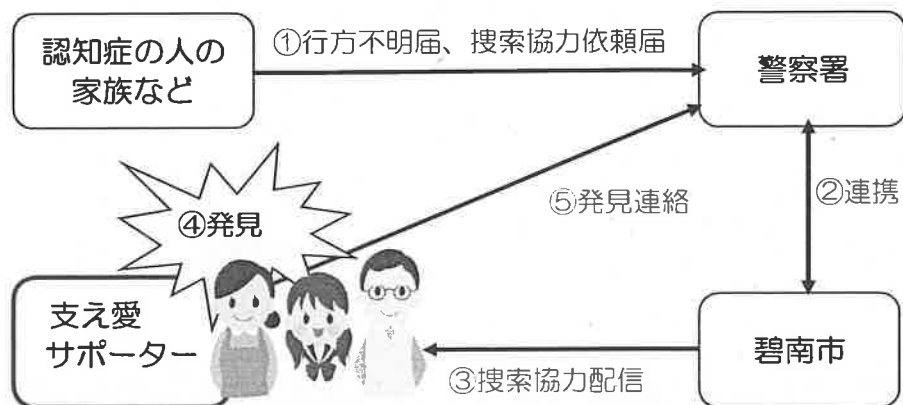 認知症の人の
家族など
①行方不明届、捜索協力依頼届
警察署
④発見
⑤発見連絡
②連携
支え愛
サポーター
③捜索協力配信
碧南市